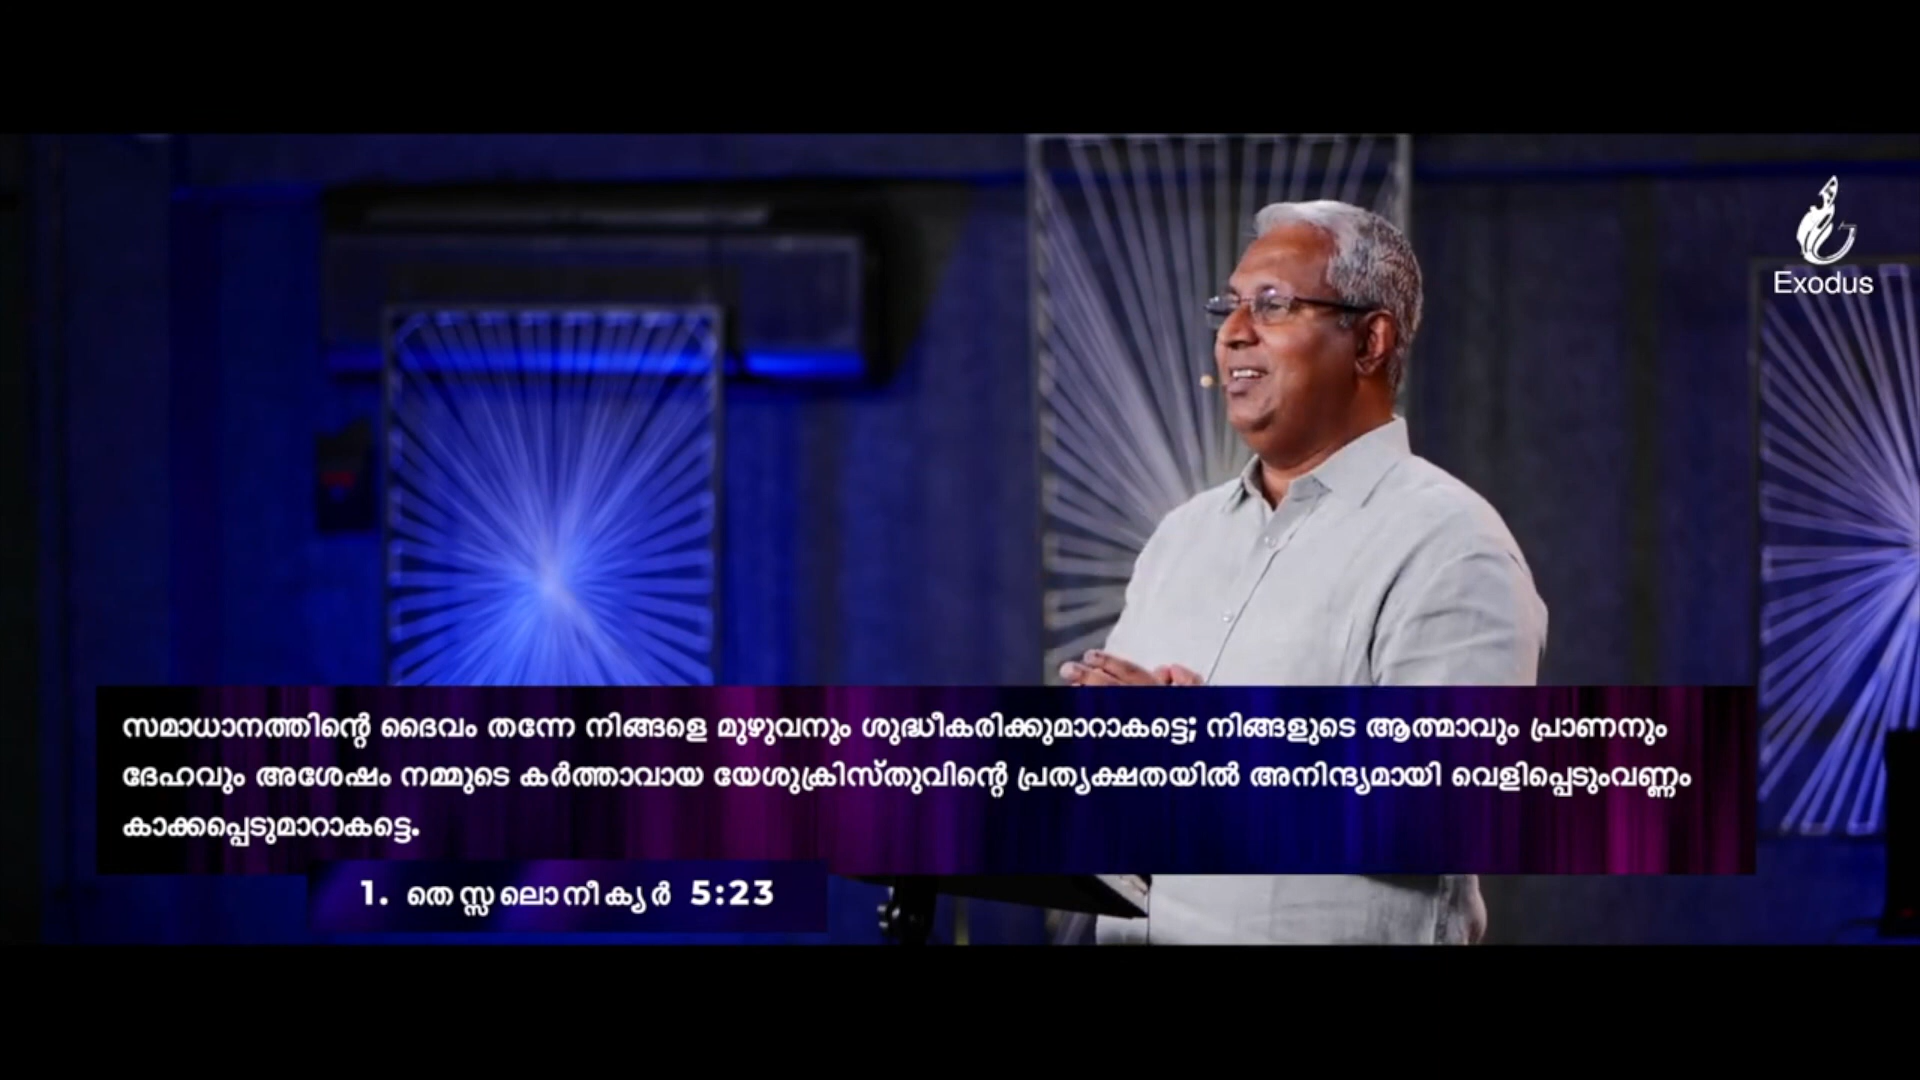 Exodus
സമാധാനത്തിന്റെ ദൈവം തന്നേ നിങ്ങളെ മുഴുവനും ശുദ്ധീകരിക്കുമാറാകട്ടെ; നിങ്ങളുടെ ആത്മാവും പ്രാണനും
ദേഹവും അശേഷം നമ്മുടെ കർത്താവായ യേശുക്രിസ്തുവിന്റെ പ്രത്യക്ഷതയിൽ അനിന്ദ്യമായി വെളിപ്പെടുംവണ്ണം
കാക്കപ്പെടുമാറാകട്ടെ.
1. തെസ്സലൊനീക്യർ 5:23